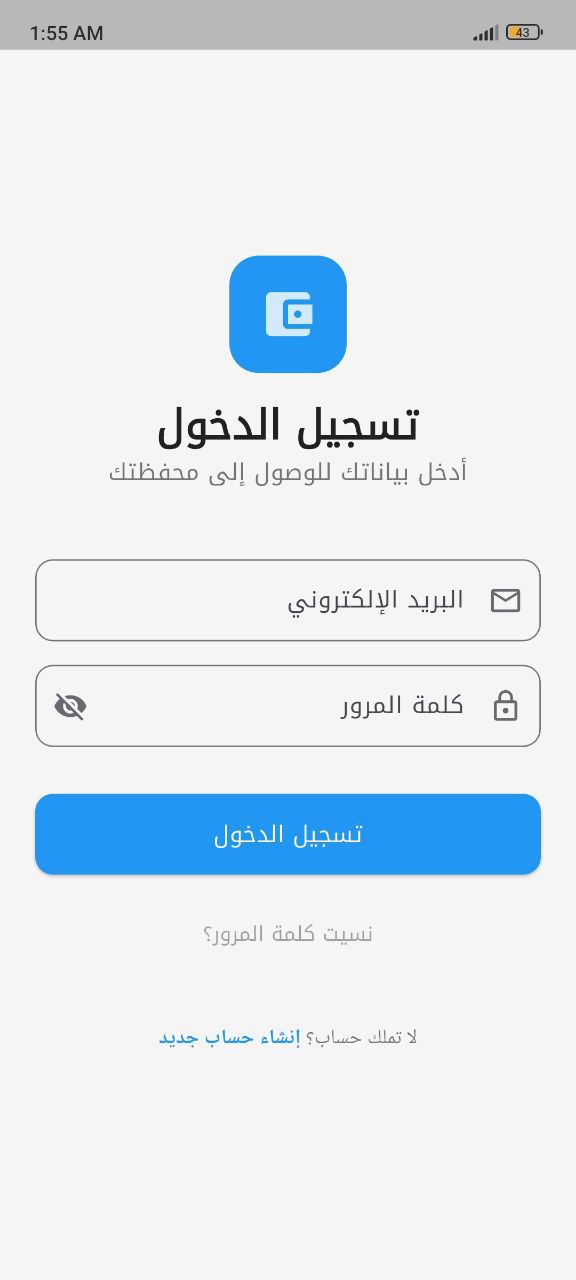 1:55 AM
43
تسجيل الدخول
أدخل بياناتك للوصول إلى محفظتك
البريد الإلكتروني
كلمة المرور
تسجيل الدخول
نسيت كلمة المرور؟
لا تملك حساب؟ إنشاء حساب جديد